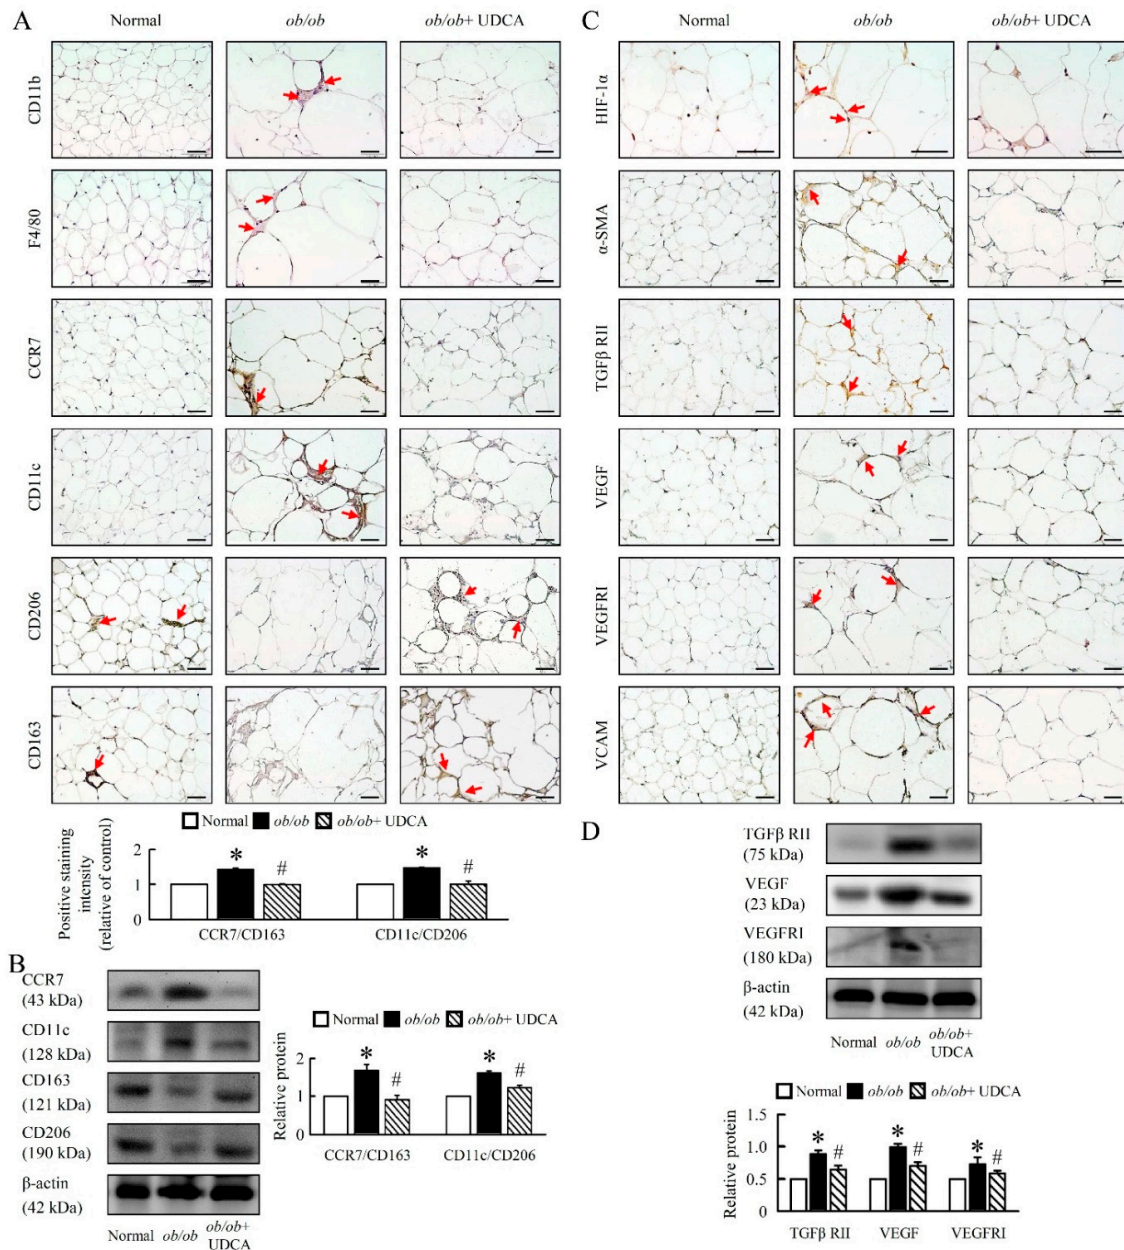 A
Normal ob/ob ob/ob+ UDCA
CD11b
F4/80
CCR7
CD11c
CD206
CD163
Normal ob/ob ob/ob+ UDCA
Positive staining
intensity
(relative of control)
2
1
0
* # * #
CCR7/CD163 CD11c/CD206
B
CCR7
(43 kDa)
CD11c
(128 kDa)
CD163
(121 kDa)
CD206
(190 kDa)
β-actin
(42 kDa)
Normal ob/ob ob/ob+
UDCA
Normal ob/ob ob/ob+ UDCA
Relative protein
2
1
0
* # * #
CCR7/CD163 CD11c/CD206
C
Normal ob/ob ob/ob+ UDCA
HIF-1α
α-SMA
TGFβ RII
VEGF
VEGFRI
VCAM
D
TGFβ RII
(75 kDa)
VEGF
(23 kDa)
VEGFRI
(180 kDa)
β-actin
(42 kDa)
Normal ob/ob ob/ob+
UDCA
Normal ob/ob ob/ob+ UDCA
Relative protein
1.5
1.0
0.5
0
* # * # * #
TGFβ RII VEGF VEGFRI